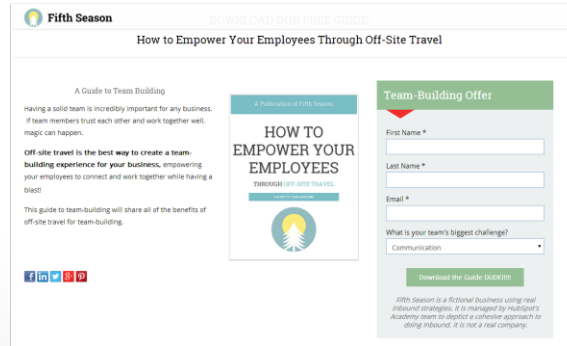 Fifth Season
DOWNLOAD OUR FREE GUIDE
How to Empower Your Employees Through Off-Site Travel
A Guide to Team Building
Having a solid team is incredibly important for any business.
If team members trust each other and work together well,
magic can happen.
Off-site travel is the best way to create a team-
building experience for your business, empowering
your employees to connect and work together while having a
blast!
This guide to team-building will share all of the benefits of
off-site travel for team-building.
A Publication of Fifth Season
HOW TO
EMPOWER YOUR
EMPLOYEES
THROUGH OFF-SITE TRAVEL
Team-Building Offer
First Name *
Last Name *
Email *
What is your team's biggest challenge?
Communication
Download the Guide DUDE!!!!!
Fifth Season is a fictional business using real
inbound strategies. It is managed by HubSpot's
Academy team to deptict a cohesive approach to
doing inbound. It is not a real company.